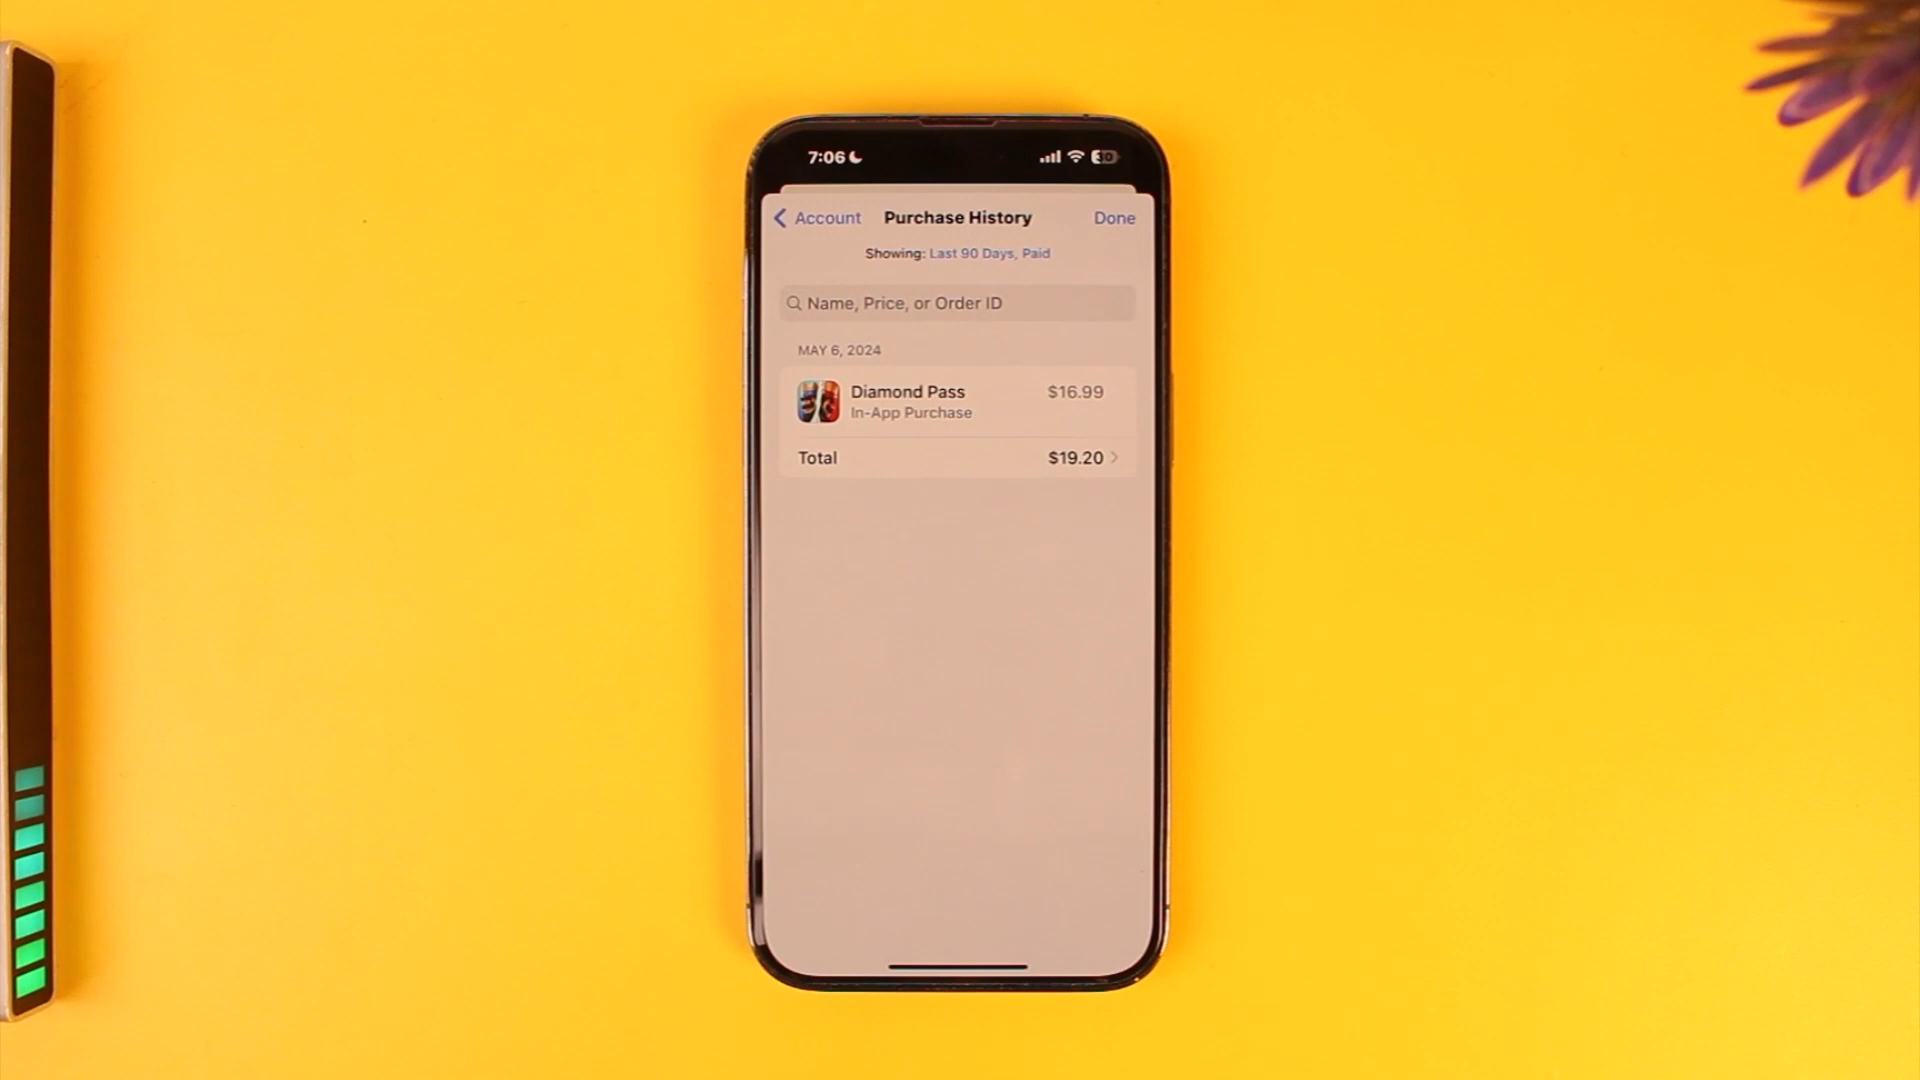 7:06
30
Account
Purchase History
Done
Showing: Last 90 Days, Paid
Name, Price, or Order ID
MAY 6, 2024
Diamond Pass
$16.99
In-App Purchase
Total
$19.20